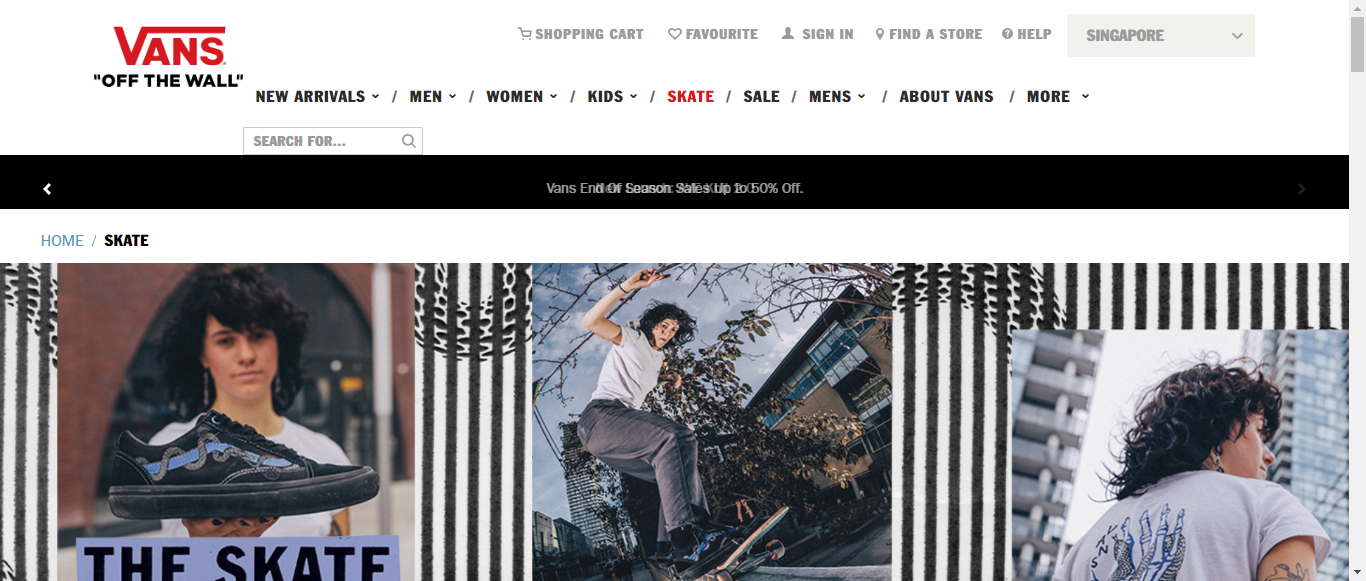 VANS
"OFF THE WALL"
SHOPPING CART
FAVOURITE
SIGN IN
FIND A STORE
HELP
SINGAPORE
NEW ARRIVALS / MEN / WOMEN / KIDS / SKATE / SALE / MENS / ABOUT VANS / MORE
SEARCH FOR...
Vans End Of Season Sales Up to 50% Off.
HOME / SKATE
THE SKATE
VANS